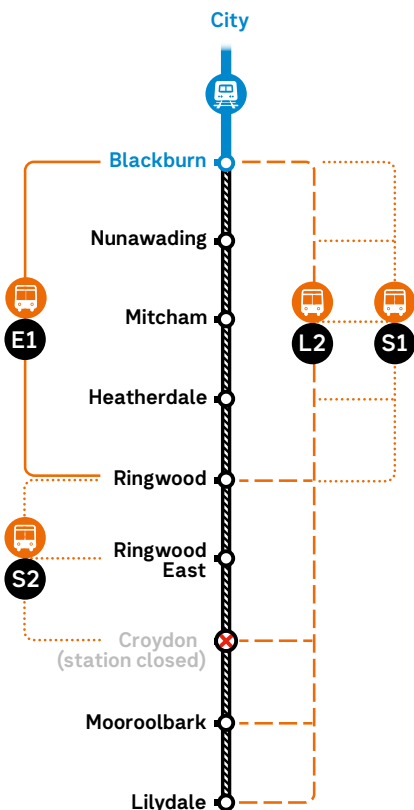 City
Blackburn
Nunawading
Mitcham
E1
L2
S1
Heatherdale
Ringwood
Ringwood
East
S2
Croydon
(station closed)
Mooroolbark
Lilydale